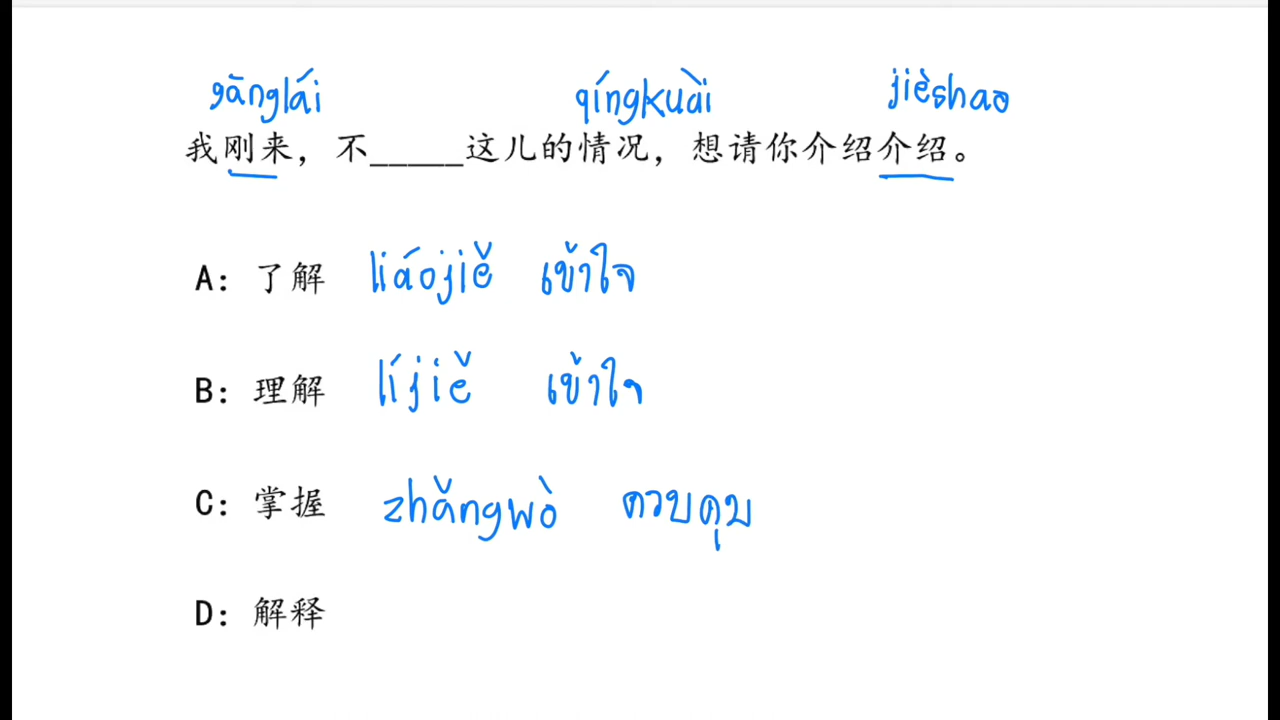 gānglái qíngkuài jièshao
我刚来，不_____这儿的情况，想请你介绍介绍。
A：了解 liáojiě เข้าใจ
B：理解 líjiě เข้าใจ
C：掌握 zhǎngwò ควบคุม
D：解释